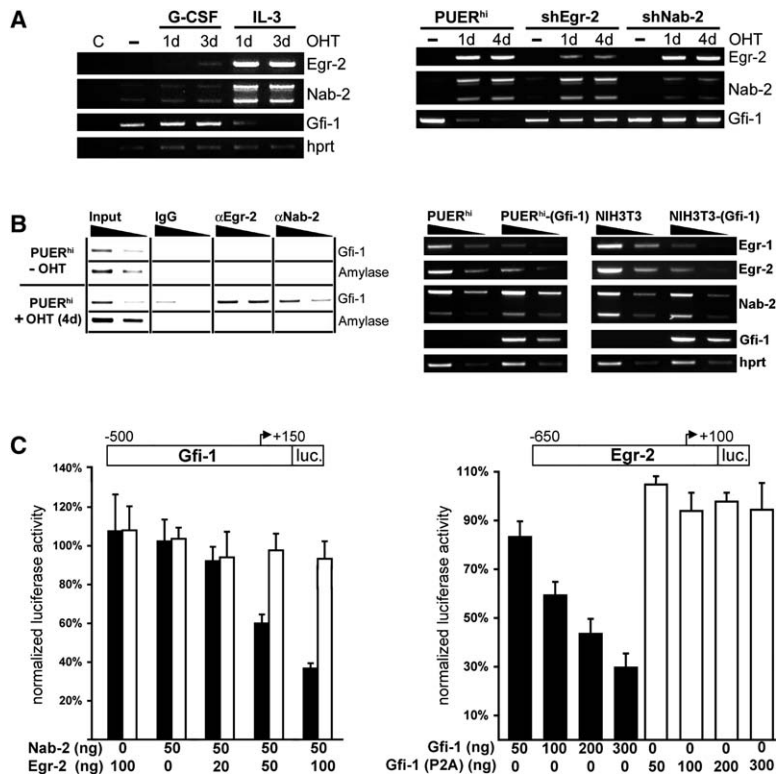 A
G-CSF IL-3
C – 1d 3d 1d 3d OHT
Egr-2
Nab-2
Gfi-1
hprt
PUERhi shEgr-2 shNab-2
– 1d 4d – 1d 4d – 1d 4d OHT
Egr-2
Nab-2
Gfi-1
B
Input IgG αEgr-2 αNab-2
PUERhi
- OHT
Gfi-1
Amylase
PUERhi
+ OHT (4d)
Gfi-1
Amylase
PUERhi PUERhi-(Gfi-1) NIH3T3 NIH3T3-(Gfi-1)
Egr-1
Egr-2
Nab-2
Gfi-1
hprt
C
-500 +150
Gfi-1 luc.
normalized luciferase activity
140%
120%
100%
80%
60%
40%
20%
Nab-2 (ng) 0 50 50 50 50
Egr-2 (ng) 100 0 20 50 100
-650 +100
Egr-2 luc.
normalized luciferase activity
110%
90%
70%
50%
30%
10%
Gfi-1 (ng) 50 100 200 300 0 0 0 0
Gfi-1 (P2A) (ng) 0 0 0 0 50 100 200 300